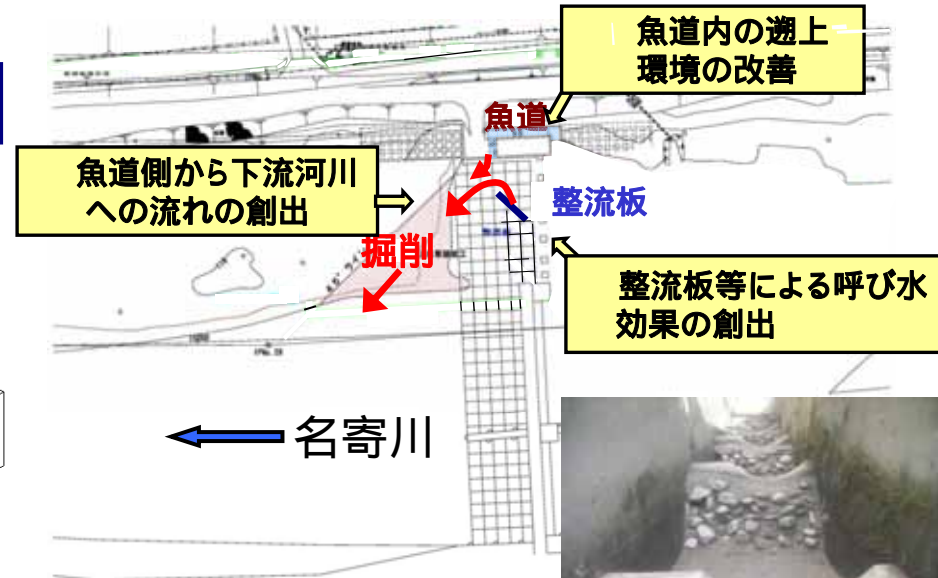 魚道内の遡上
環境の改善
魚道
魚道側から下流河川
への流れの創出
整流板
掘削
整流板等による呼び水
効果の創出
名寄川